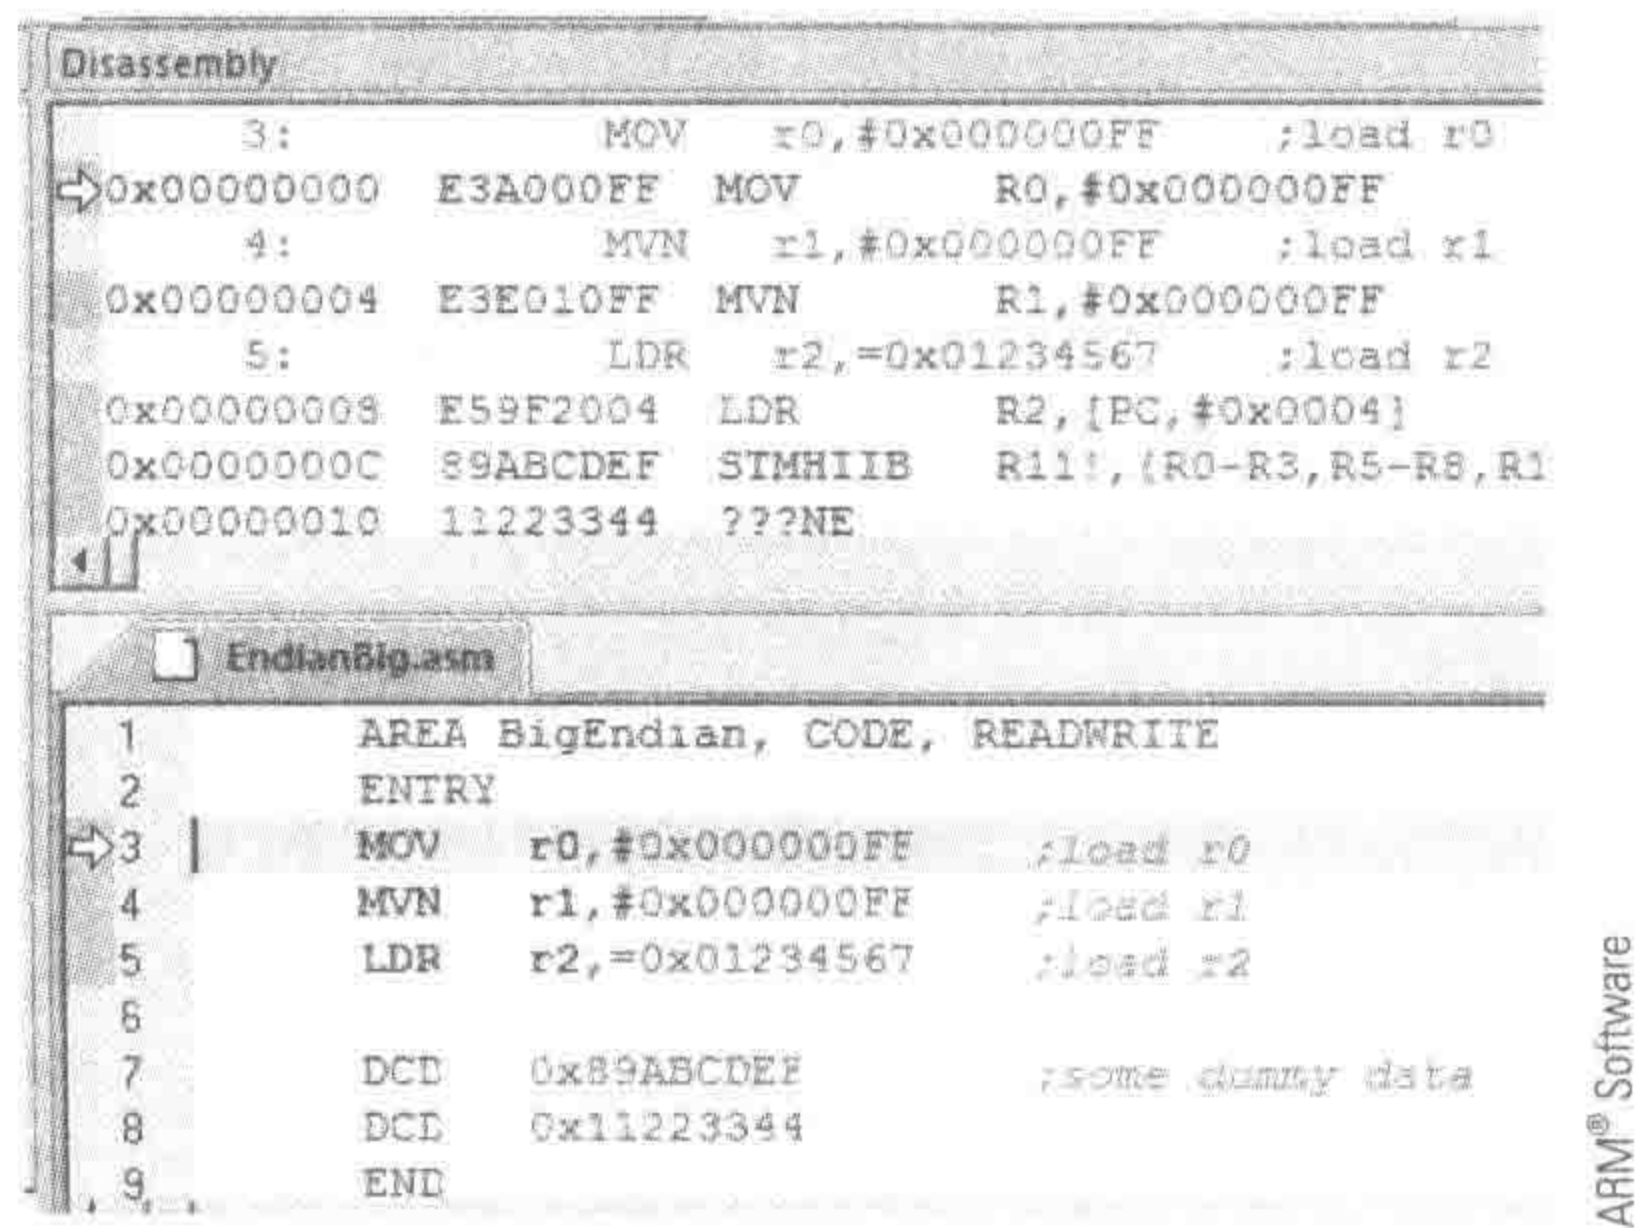 Disassembly
3: MOV r0,#0x000000FF ;load r0
0x00000000 E3A000FF MOV R0,#0x000000FF
4: MVN r1,#0x000000FF ;load r1
0x00000004 E3E010FF MVN R1,#0x000000FF
5: LDR r2,=0x01234567 ;load r2
0x00000008 E59F2004 LDR R2,[PC,#0x0004]
0x0000000C 89ABCDEF STMHIIB R11!,{R0-R3,R5-R8,R1
0x00000010 11223344 ???NE
EndianBig.asm
1 AREA BigEndian, CODE, READWRITE
2 ENTRY
3 MOV r0,#0x000000FF ;load r0
4 MVN r1,#0x000000FF ;load r1
5 LDR r2,=0x01234567 ;load r2
6
7 DCD 0x89ABCDEF ;some dummy data
8 DCD 0x11223344
9 END
ARM® Software